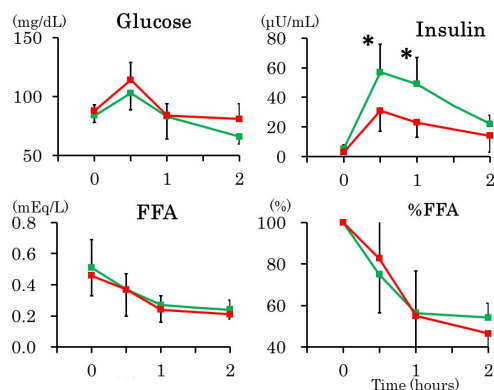 (mg/dL) Glucose
150
100
50
0 1 2
(μU/mL) Insulin
80
60
40
20
0
* *
0 1 2
(mEq/L) FFA
0.8
0.6
0.4
0.2
0.0
0 1 2
(%) %FFA
100
80
60
40
0 1 2
Time (hours)